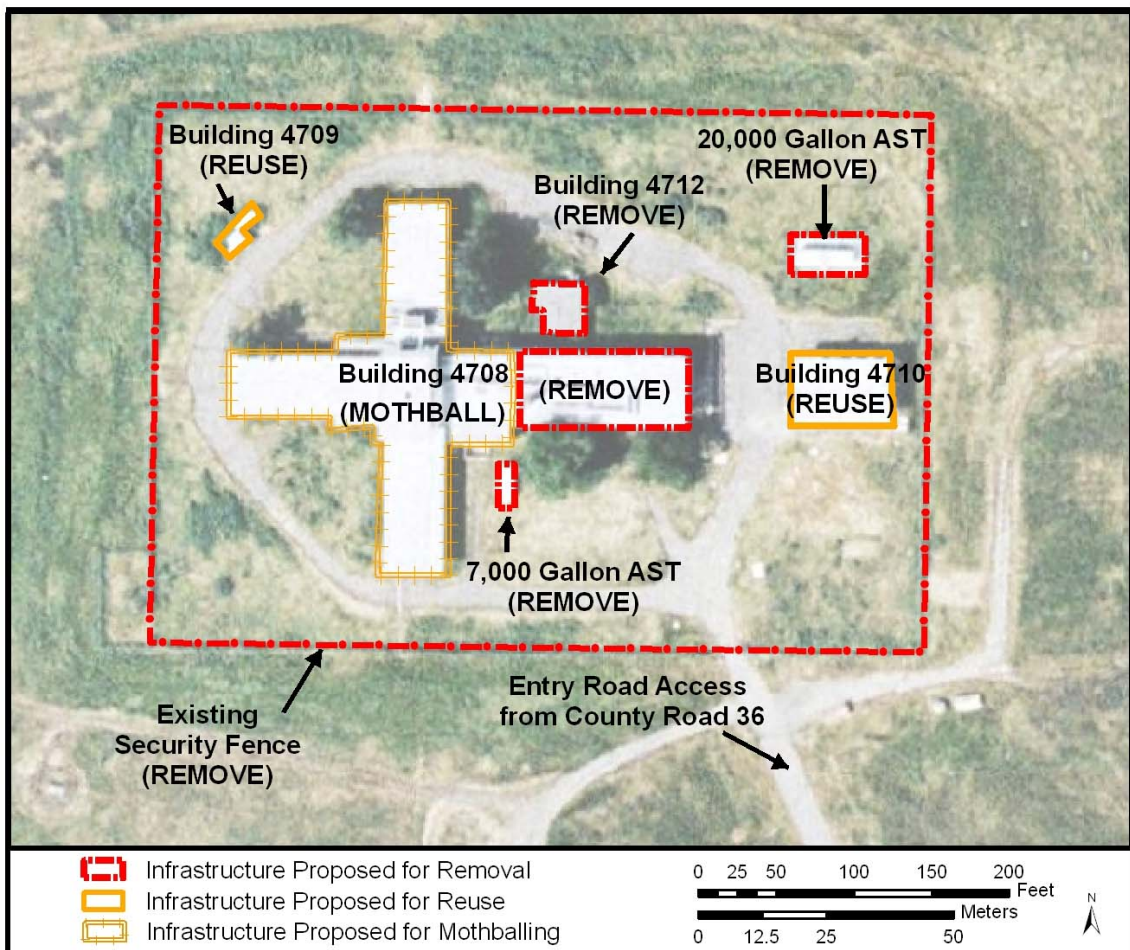 Building 4709
(REUSE)
20,000 Gallon AST
(REMOVE)
Building 4712
(REMOVE)
Building 4708
(MOTHBALL)
(REMOVE)
Building 4710
(REUSE)
7,000 Gallon AST
(REMOVE)
Existing
Security Fence
(REMOVE)
Entry Road Access
from County Road 36
Infrastructure Proposed for Removal
Infrastructure Proposed for Reuse
Infrastructure Proposed for Mothballing
0 25 50 100 150 200
Feet
Meters
0 12.5 25 50
N